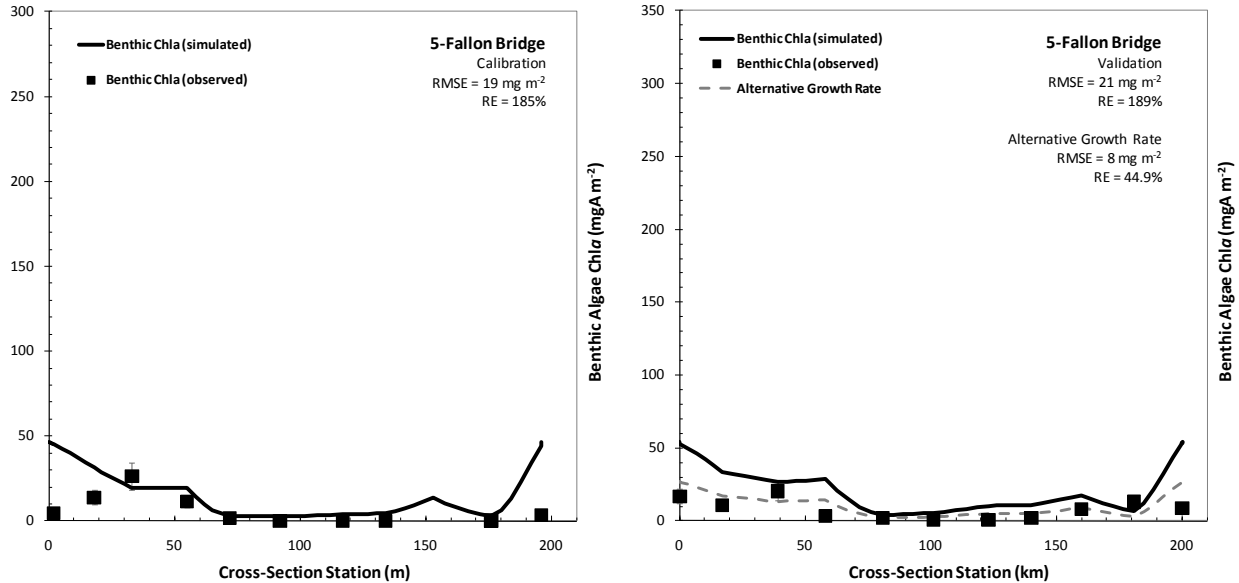 300
250
200
150
100
50
0
Benthic Chla (simulated)
Benthic Chla (observed)
5-Fallon Bridge
Calibration
RMSE = 19 mg m-2
RE = 185%
0 50 100 150 200
Cross-Section Station (m)
Benthic Algae Chla (mgA m-2)
350
300
250
200
150
100
50
0
Benthic Chla (simulated)
Benthic Chla (observed)
Alternative Growth Rate
5-Fallon Bridge
Validation
RMSE = 21 mg m-2
RE = 189%
Alternative Growth Rate
RMSE = 8 mg m-2
RE = 44.9%
0 50 100 150 200
Cross-Section Station (km)
Benthic Algae Chla (mgA m-2)